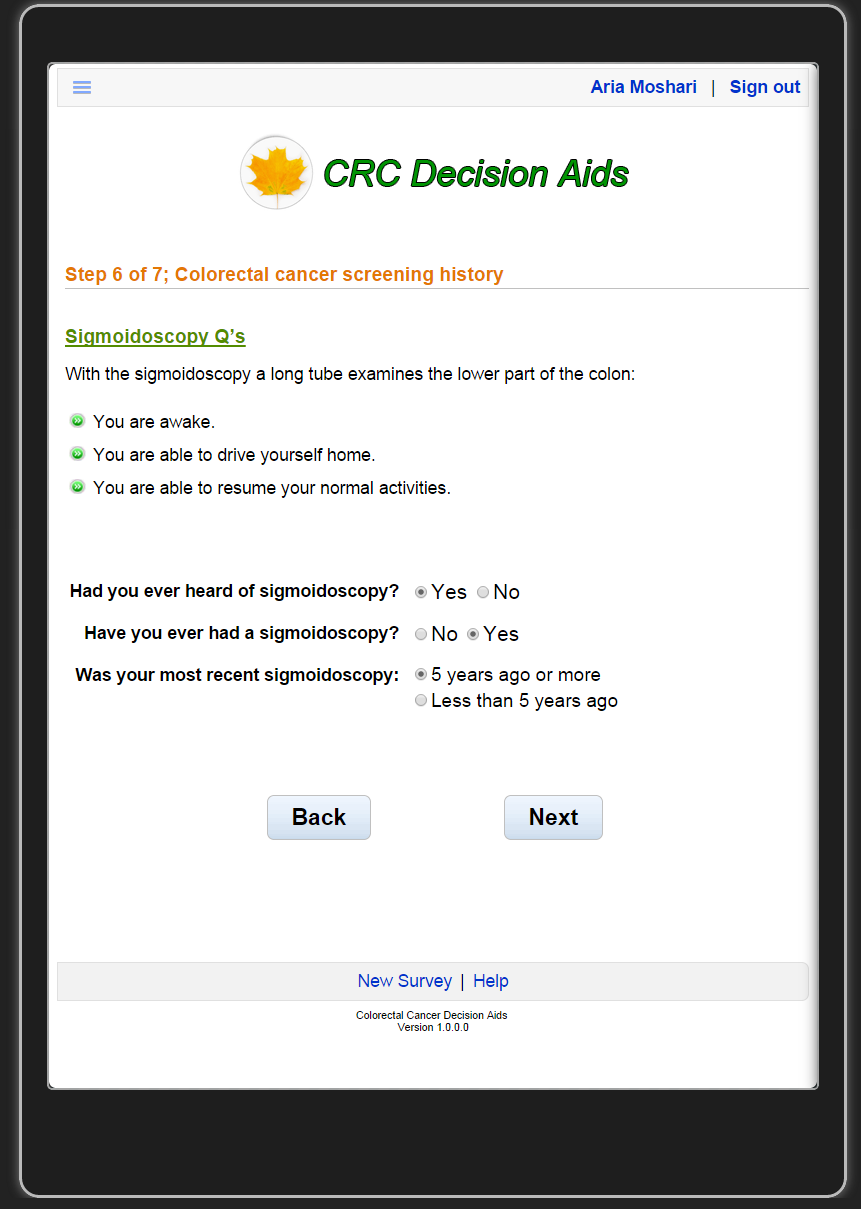 Aria Moshari | Sign out
CRC Decision Aids
Step 6 of 7; Colorectal cancer screening history
Sigmoidoscopy Q’s
With the sigmoidoscopy a long tube examines the lower part of the colon:
You are awake.
You are able to drive yourself home.
You are able to resume your normal activities.
Had you ever heard of sigmoidoscopy? Yes No
Have you ever had a sigmoidoscopy? No Yes
Was your most recent sigmoidoscopy: 5 years ago or more
Less than 5 years ago
Back Next
New Survey | Help
Colorectal Cancer Decision Aids
Version 1.0.0.0